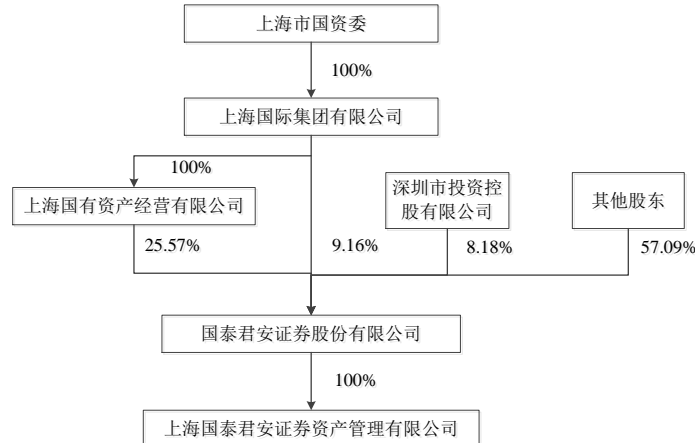 上海市国资委
100%
上海国际集团有限公司
100%
上海国有资产经营有限公司
深圳市投资控
股有限公司
其他股东
25.57%
9.16%
8.18%
57.09%
国泰君安证券股份有限公司
100%
上海国泰君安证券资产管理有限公司